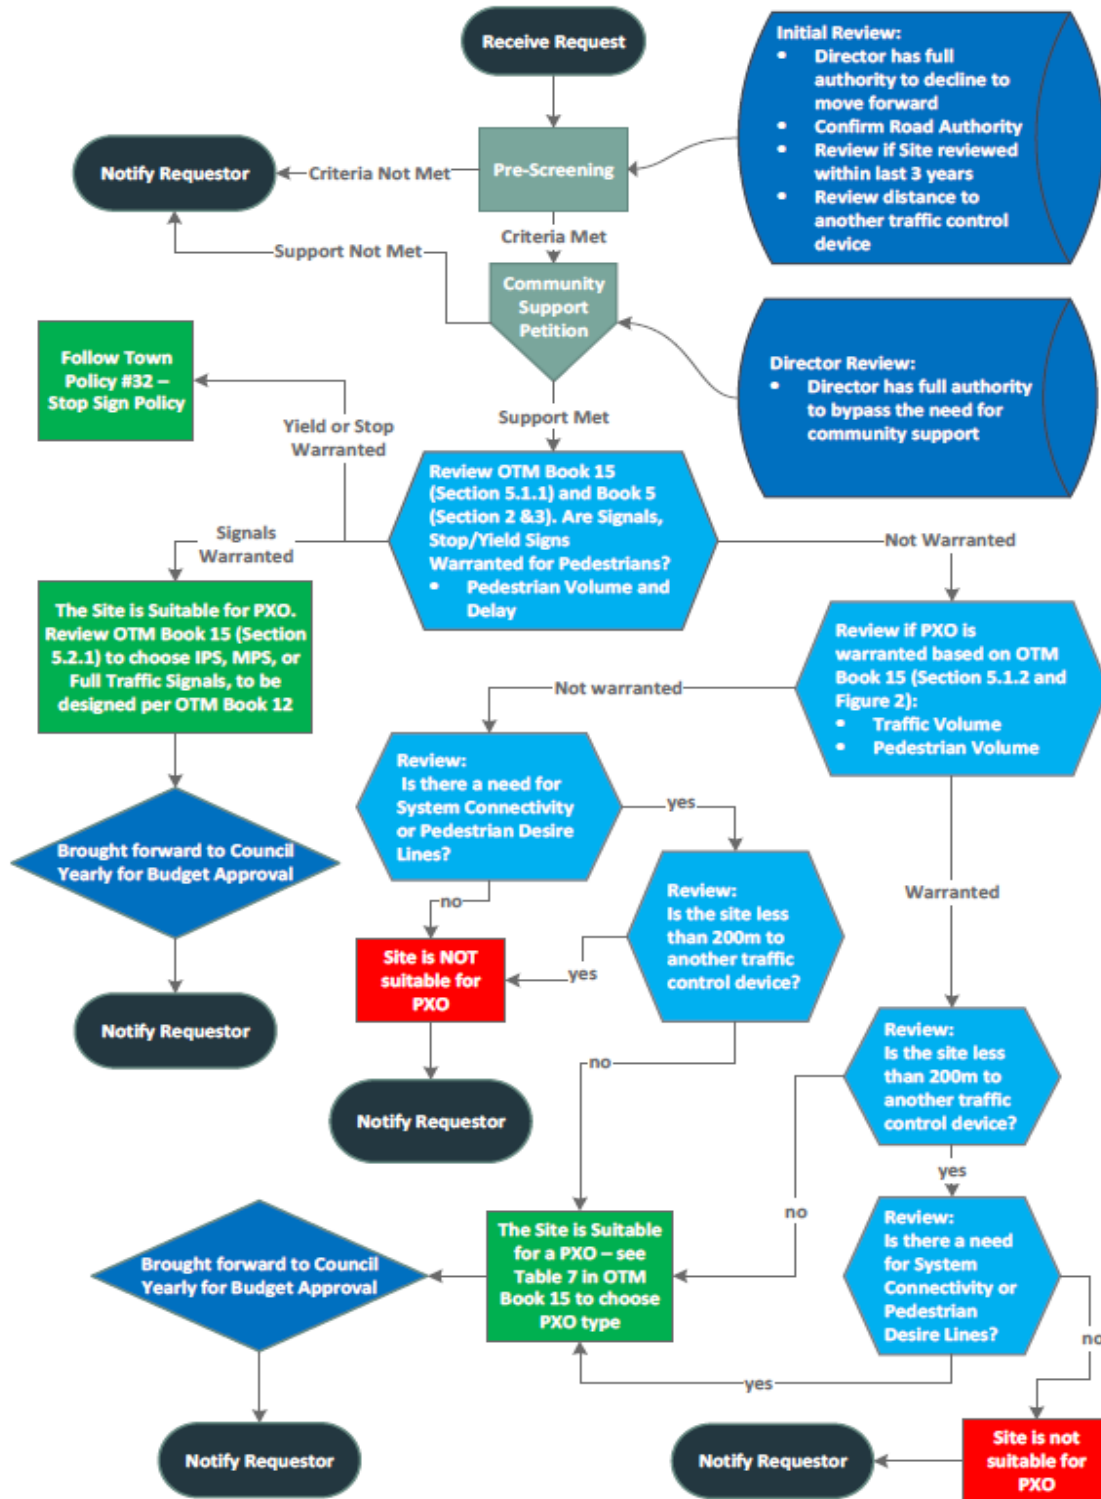 Receive Request
Initial Review:
• Director has full
authority to decline to
move forward
• Confirm Road Authority
• Review if Site reviewed
within last 3 years
• Review distance to
another traffic control
device
Notify Requestor
Criteria Not Met
Pre-Screening
Criteria Met
Support Not Met
Community
Support
Petition
Follow Town
Policy #32 –
Stop Sign Policy
Director Review:
• Director has full authority
to bypass the need for
community support
Support Met
Yield or Stop
Warranted
Review OTM Book 15
(Section 5.1.1) and Book 5
(Section 2 &3). Are Signals,
Stop/Yield Signs
Warranted for Pedestrians?
• Pedestrian Volume and
Delay
Signals
Warranted
Not Warranted
The Site is Suitable for PXO.
Review OTM Book 15 (Section
5.2.1) to choose IPS, MPS, or
Full Traffic Signals, to be
designed per OTM Book 12
Review if PXO is
warranted based on OTM
Book 15 (Section 5.1.2 and
Figure 2):
• Traffic Volume
• Pedestrian Volume
Not warranted
Review:
Is there a need for
System Connectivity
or Pedestrian Desire
Lines?
yes
Brought forward to Council
Yearly for Budget Approval
no
Review:
Is the site less
than 200m to
another traffic
control device?
Warranted
Site is NOT
suitable for
PXO
yes
Notify Requestor
no
Review:
Is the site less
than 200m to
another traffic
control device?
Notify Requestor
yes
no
Review:
Is there a need
for System
Connectivity or
Pedestrian
Desire Lines?
The Site is Suitable
for a PXO – see
Table 7 in OTM
Book 15 to choose
PXO type
Brought forward to Council
Yearly for Budget Approval
no
yes
Notify Requestor
Notify Requestor
Site is not
suitable for
PXO